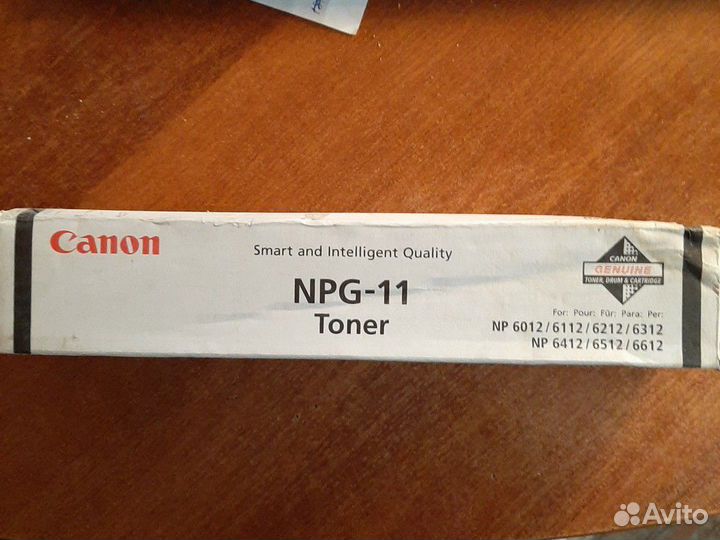 Canon
Smart and Intelligent Quality
NPG-11
Toner
CANON
GENUINE
TONER, DRUM & CARTRIDGE
For: Pour: Für: Para: Per:
NP 6012/6112/6212/6312
NP 6412/6512/6612
Avito